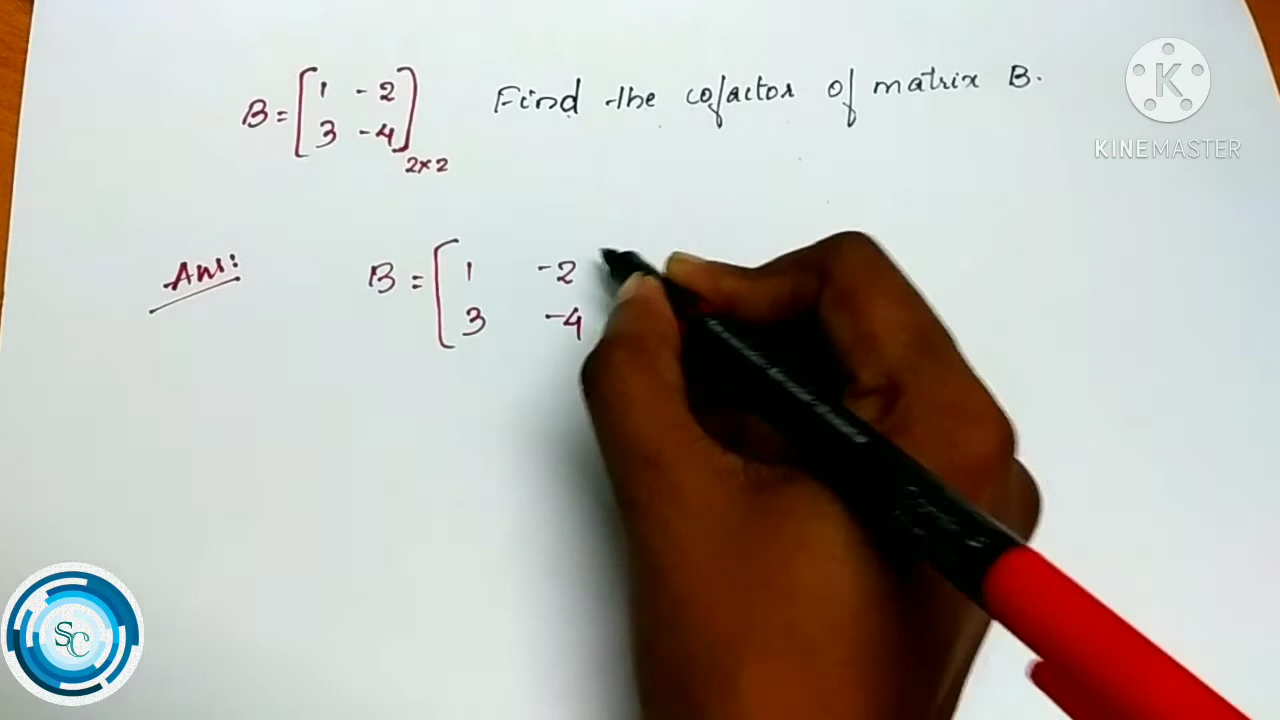 B = [ 1 -2 Find the cofactor of matrix B.
3 -4 ] 2×2
K
KINEMASTER
Ans: B = [ 1 -2
3 -4
SC